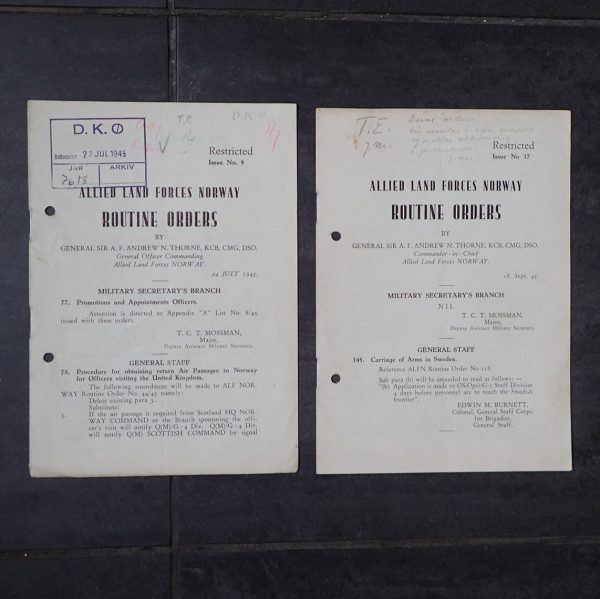 D.K.Ø
27 JUL 1945
JNR
ARKIV
T.E
D K O
Restricted
Issue No. 9
ALLIED LAND FORCES NORWAY
ROUTINE ORDERS
BY
GENERAL SIR A. F. ANDREW N. THORNE, KCB, CMG, DSO.
General Officer Commanding
Allied Land Forces NORWAY.
24 JULY 1945.
MILITARY SECRETARY'S BRANCH
77. Promotions and Appointments Officers.
Attention is directed to Appendix "A" List No. 6/45
issued with these orders.
T. C. T. MOSSMAN,
Major,
Deputy Assistant Military Secretary.
GENERAL STAFF
78. Procedure for obtaining return Air Passages to Norway
for Officers visiting the United Kingdom.
The following amendment will be made to ALF NOR-
WAY Routine Order No. 44/45 namely:
Delete existing para 3.
Substitute:
3. If the air passage is required from Scotland HQ NOR-
WAY COMMAND or the Branch sponsoring the offi-
cer's visit will notify Q(M)/G - 4 Div. Q(M)/G - 4 Div.
will notify Q(M) SCOTTISH COMMAND by signal
T.E.
J.M.
Restricted
Issue No. 17
ALLIED LAND FORCES NORWAY
ROUTINE ORDERS
BY
GENERAL SIR A. F. ANDREW N. THORNE, KCB, CMG, DSO.
Commander-in-Chief
Allied Land Forces NORWAY.
18. Sept. 45.
MILITARY SECRETARY'S BRANCH
NIL
T. C. T. MOSSMAN,
Major,
Deputy Assistant Military Secretary.
GENERAL STAFF
145. Carriage of Arms in Sweden.
Reference ALFN Routine Order No 128.
Sub para (b) will be amended to read as follows: —
"(b) Application is made to GS(Ops)/G-3 Staff Division
4 days before personnel are to reach the Swedish
frontier".
EDWIN M. BURNETT,
Colonel, General Staff Corps,
for Brigadier,
General Staff.